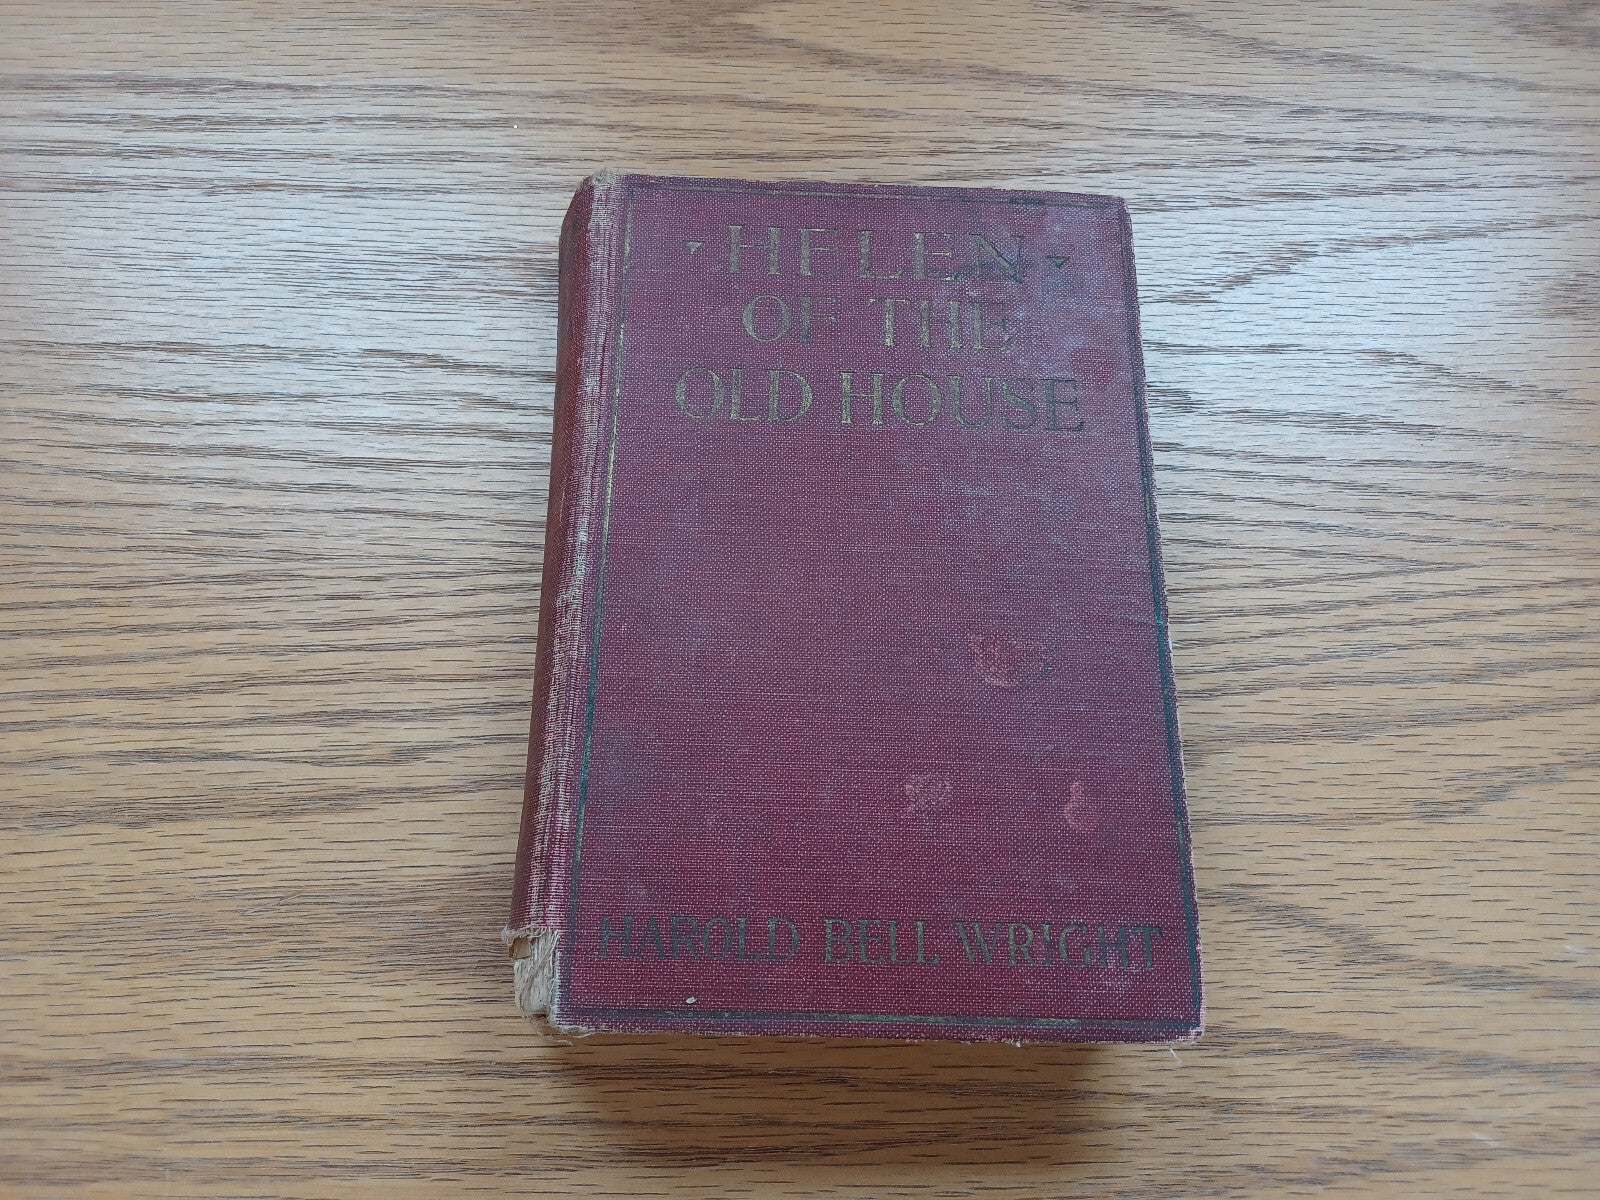 HELEN
OF THE
OLD HOUSE
HAROLD BELL WRIGHT